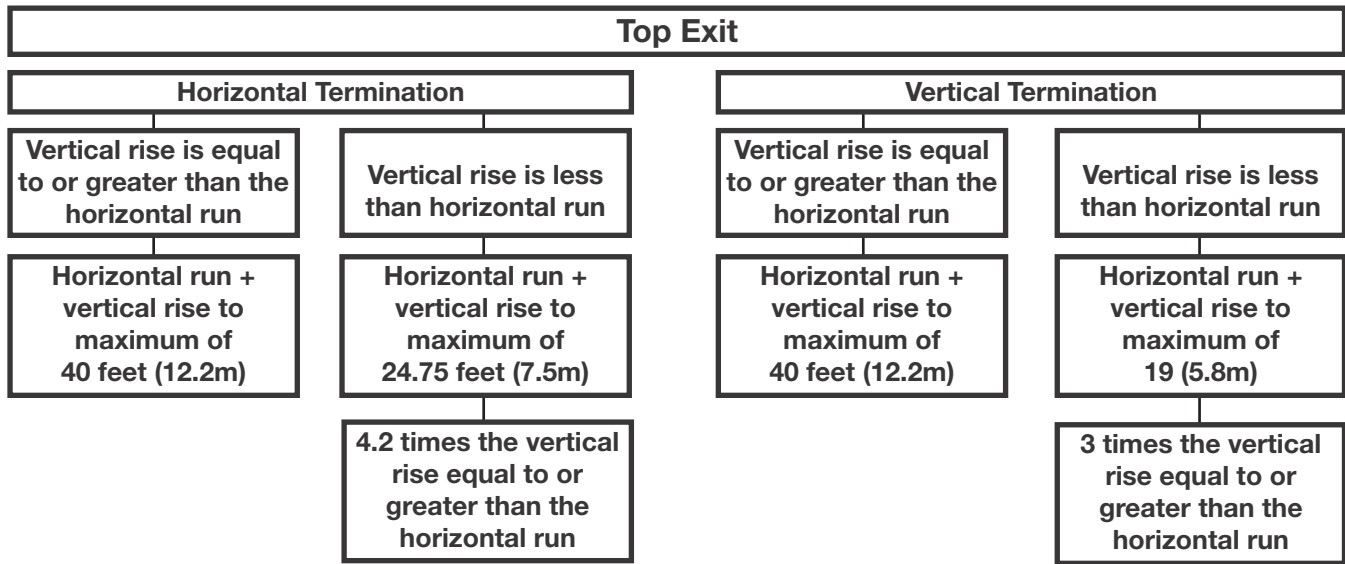 Top Exit
Horizontal Termination
Vertical rise is equal
to or greater than the
horizontal run
Horizontal run +
vertical rise to
maximum of
40 feet (12.2m)
Vertical rise is less
than horizontal run
Horizontal run +
vertical rise to
maximum of
24.75 feet (7.5m)
4.2 times the vertical
rise equal to or
greater than the
horizontal run
Vertical Termination
Vertical rise is equal
to or greater than the
horizontal run
Horizontal run +
vertical rise to
maximum of
40 feet (12.2m)
Vertical rise is less
than horizontal run
Horizontal run +
vertical rise to
maximum of
19 (5.8m)
3 times the vertical
rise equal to or
greater than the
horizontal run